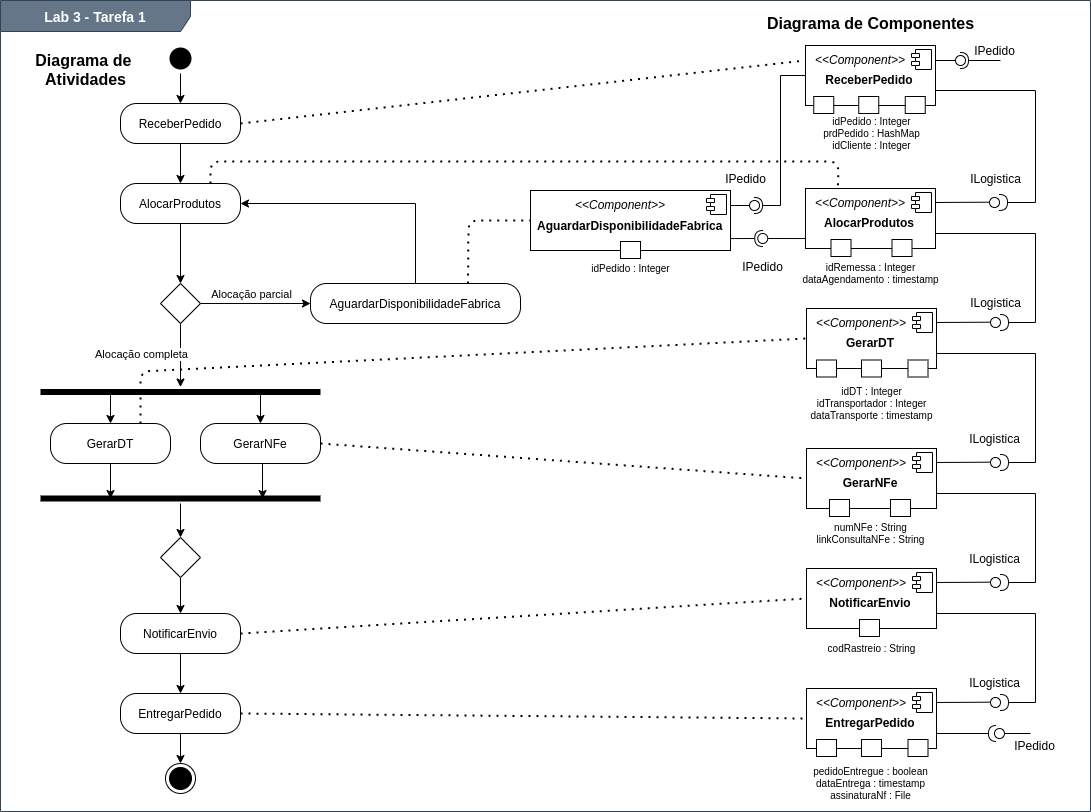 Lab 3 - Tarefa 1
Diagrama de
Atividades
ReceberPedido
AlocarProdutos
Alocação parcial
AguardarDisponibilidadeFabrica
Alocação completa
GerarDT
GerarNFe
NotificarEnvio
EntregarPedido
Diagrama de Componentes
<<Component>>
ReceberPedido
IPedido
idPedido : Integer
prdPedido : HashMap
idCliente : Integer
IPedido
<<Component>>
AguardarDisponibilidadeFabrica
idPedido : Integer
IPedido
ILogistica
<<Component>>
AlocarProdutos
idRemessa : Integer
dataAgendamento : timestamp
ILogistica
<<Component>>
GerarDT
idDT : Integer
idTransportador : Integer
dataTransporte : timestamp
ILogistica
<<Component>>
GerarNFe
numNFe : String
linkConsultaNFe : String
ILogistica
<<Component>>
NotificarEnvio
codRastreio : String
ILogistica
<<Component>>
EntregarPedido
IPedido
pedidoEntregue : boolean
dataEntrega : timestamp
assinaturaNf : File